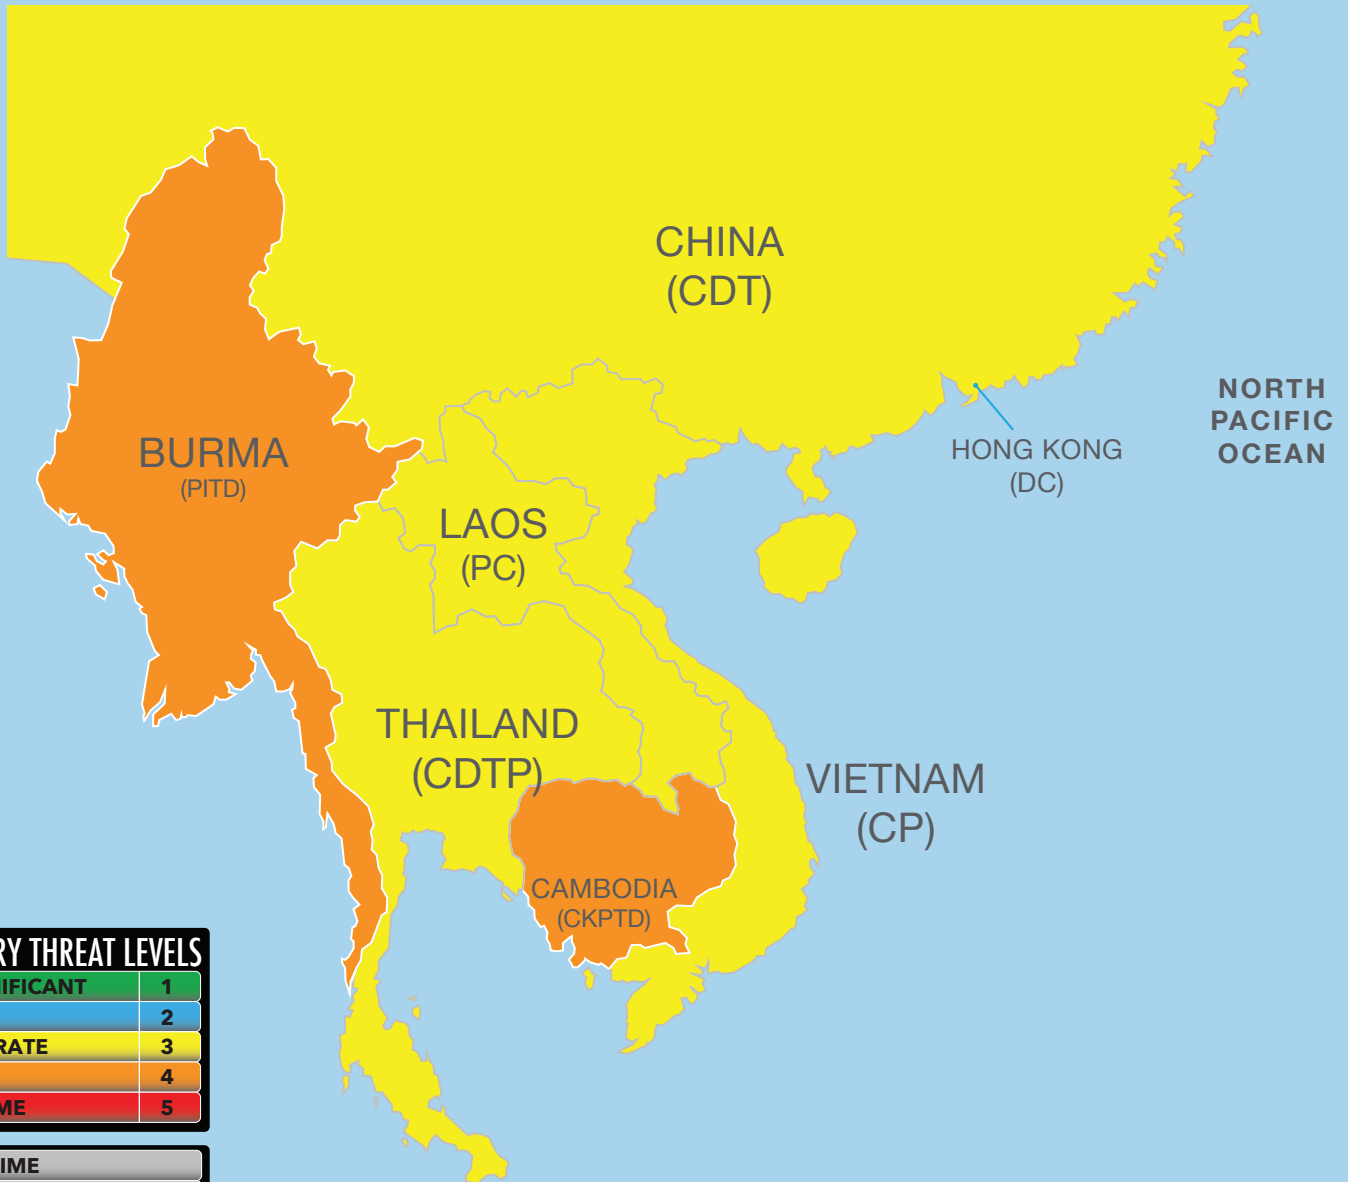 CHINA
(CDT)
NORTH
PACIFIC
OCEAN
HONG KONG
(DC)
BURMA
(PITD)
LAOS
(PC)
THAILAND
(CDTP)
VIETNAM
(CP)
CAMBODIA
(CKPTD)
RY THREAT LEVELS
NIFICANT 1
2
RATE 3
4
ME 5
IME